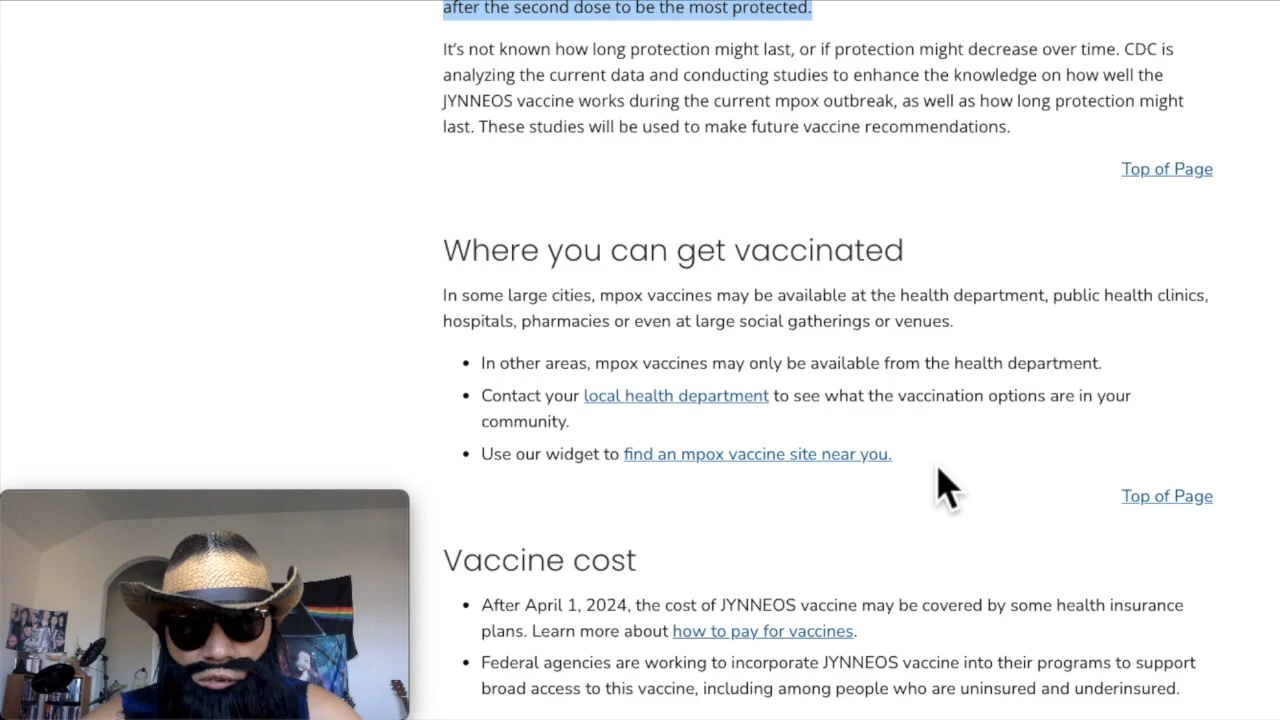 after the second dose to be the most protected.
It's not known how long protection might last, or if protection might decrease over time. CDC is
analyzing the current data and conducting studies to enhance the knowledge on how well the
JYNNEOS vaccine works during the current mpox outbreak, as well as how long protection might
last. These studies will be used to make future vaccine recommendations.
Top of Page
Where you can get vaccinated
In some large cities, mpox vaccines may be available at the health department, public health clinics,
hospitals, pharmacies or even at large social gatherings or venues.
• In other areas, mpox vaccines may only be available from the health department.
• Contact your local health department to see what the vaccination options are in your
community.
• Use our widget to find an mpox vaccine site near you.
Top of Page
Vaccine cost
• After April 1, 2024, the cost of JYNNEOS vaccine may be covered by some health insurance
plans. Learn more about how to pay for vaccines.
• Federal agencies are working to incorporate JYNNEOS vaccine into their programs to support
broad access to this vaccine, including among people who are uninsured and underinsured.